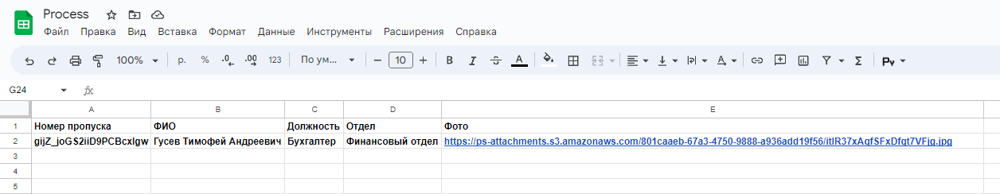 Process
Файл Правка Вид Вставка Формат Данные Инструменты Расширения Справка
100% р. % .0 .00 123 По ум... 10 B I S A Σ Ру
G24 fx
A B C D E
1 Номер пропуска ФИО Должность Отдел Фото
2 gijZ_joGS2iiD9PCBcxlgw Гусев Тимофей Андреевич Бухгалтер Финансовый отдел https://ps-attachments.s3.amazonaws.com/801caaeb-67a3-4750-9888-a936add19f56/itlR37xAqfSFxDfqt7VFjg.jpg
3
4
5